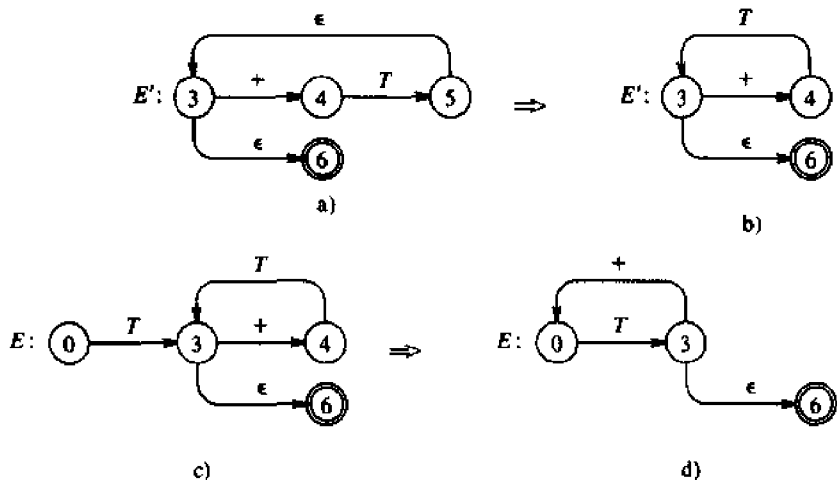 ϵ
T
E′: 3 + 4 T 5 ⇒ E′: 3 + 4
ϵ 6 ϵ 6
a)
b)
T +
E: 0 T 3 + 4 ⇒ E: 0 T 3
ϵ 6 ϵ 6
c) d)